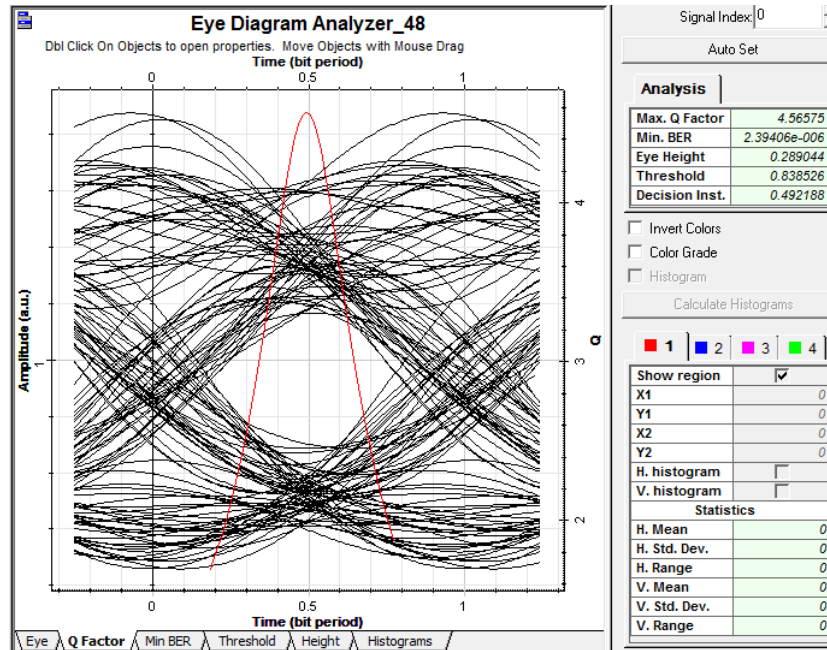 Eye Diagram Analyzer_48
Dbl Click On Objects to open properties. Move Objects with Mouse Drag
Time (bit period)
0 0.5 1
Amplitude (a.u.)
1
Q
4
3
2
0 0.5 1
Time (bit period)
Eye Q Factor Min BER Threshold Height Histograms
Signal Index: 0
Auto Set
Analysis
Max. Q Factor 4.56575
Min. BER 2.39406e-006
Eye Height 0.289044
Threshold 0.838526
Decision Inst. 0.492188
Invert Colors
Color Grade
Histogram
Calculate Histograms
1 2 3 4
Show region
X1 0
Y1 0
X2 0
Y2 0
H. histogram
V. histogram
Statistics
H. Mean 0
H. Std. Dev. 0
H. Range 0
V. Mean 0
V. Std. Dev. 0
V. Range 0